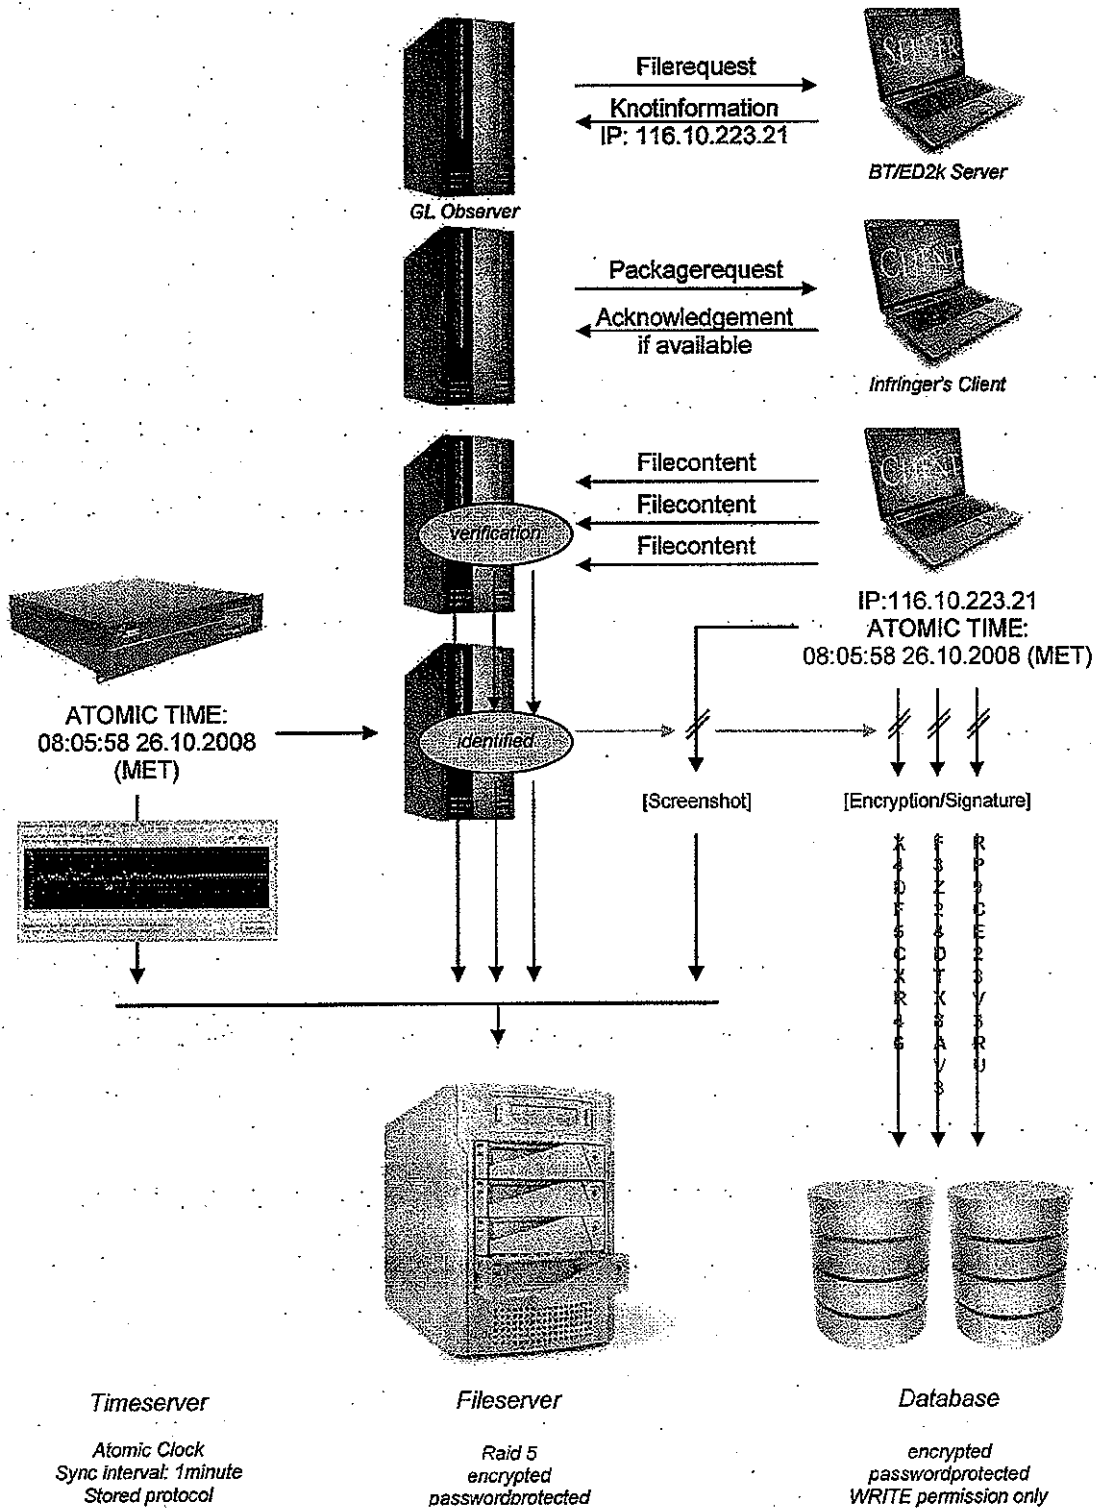 SERVER
Filerequest
Knotinformation
IP: 116.10.223.21
BT/ED2k Server
GL Observer
CLIENT
Packagerequest
Acknowledgement
if available
Infringer's Client
CLIENT
Filecontent
Filecontent
Filecontent
verification
IP:116.10.223.21
ATOMIC TIME:
08:05:58 26.10.2008 (MET)
ATOMIC TIME:
08:05:58 26.10.2008
(MET)
identified
[Screenshot]
[Encryption/Signature]
Timeserver
Fileserver
Database
Atomic Clock
Sync interval: 1minute
Stored protocol
Raid 5
encrypted
passwordprotected
encrypted
passwordprotected
WRITE permission only